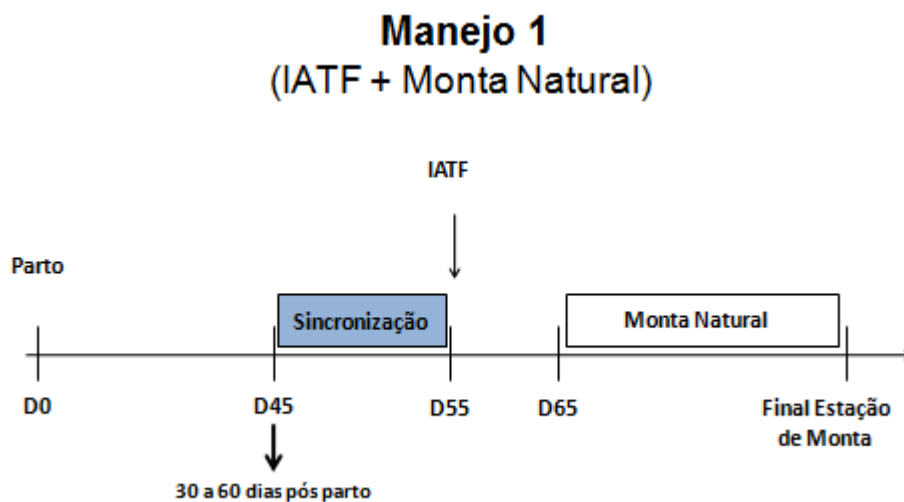 Manejo 1
(IATF + Monta Natural)
IATF
Parto
Sincronização
Monta Natural
D0
D45
D55
D65
Final Estação
de Monta
30 a 60 dias pós parto